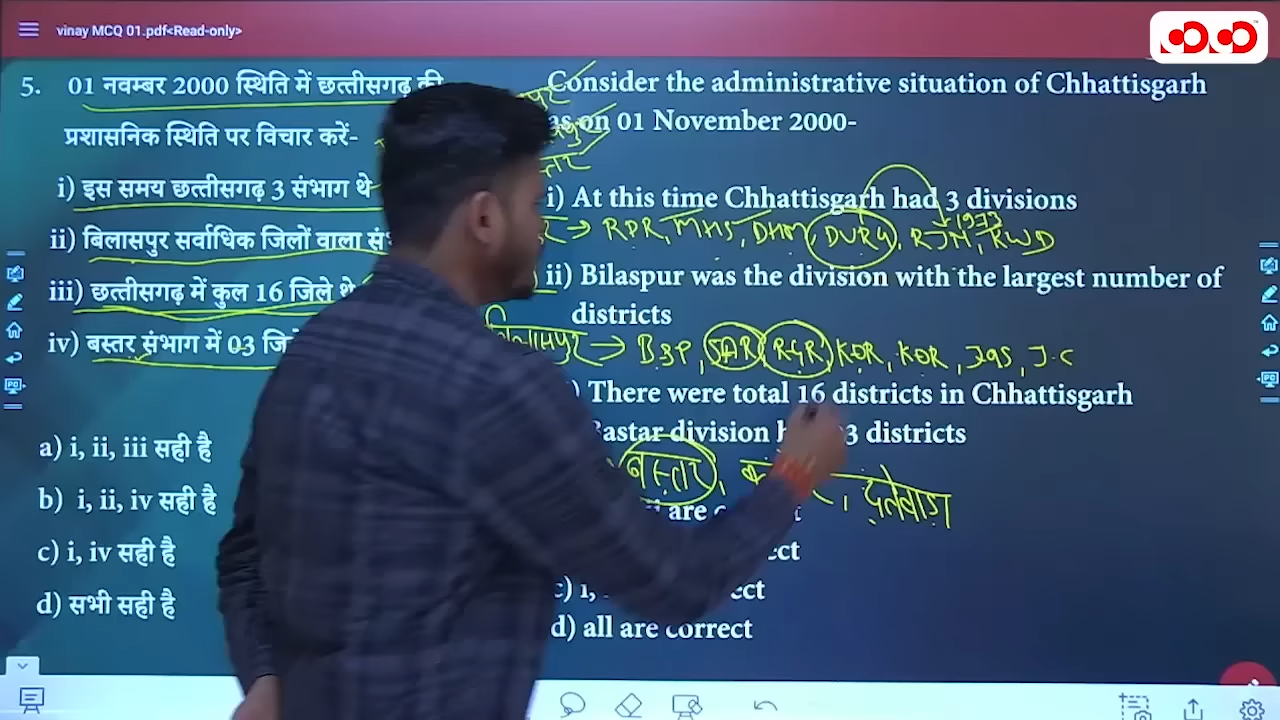 vinay MCQ 01.pdf<Read-only>
5. 01 नवम्बर 2000 स्थिति में छत्तीसगढ़ की
प्रशासनिक स्थिति पर विचार करें-
i) इस समय छत्तीसगढ़ 3 संभाग थे
ii) बिलासपुर सर्वाधिक जिलों वाला
iii) छत्तीसगढ़ में कुल 16 जिले थे
iv) बस्तर संभाग में 03
a) i, ii, iii सही है
b) i, ii, iv सही है
c) i, iv सही है
d) सभी सही है
Consider the administrative situation of Chhattisgarh
as on 01 November 2000-
i) At this time Chhattisgarh had 3 divisions
1973
→ RPR, MHS, DHM, DURG, RJN, KWD
ii) Bilaspur was the division with the largest number of
districts
→ BSP, SAR, RGR, KOR, KOR, JGS, J.C
There were total 16 districts in Chhattisgarh
Bastar division 03 districts
बस्तर, दंतेवाड़ा
are
c) i,
d) all are correct